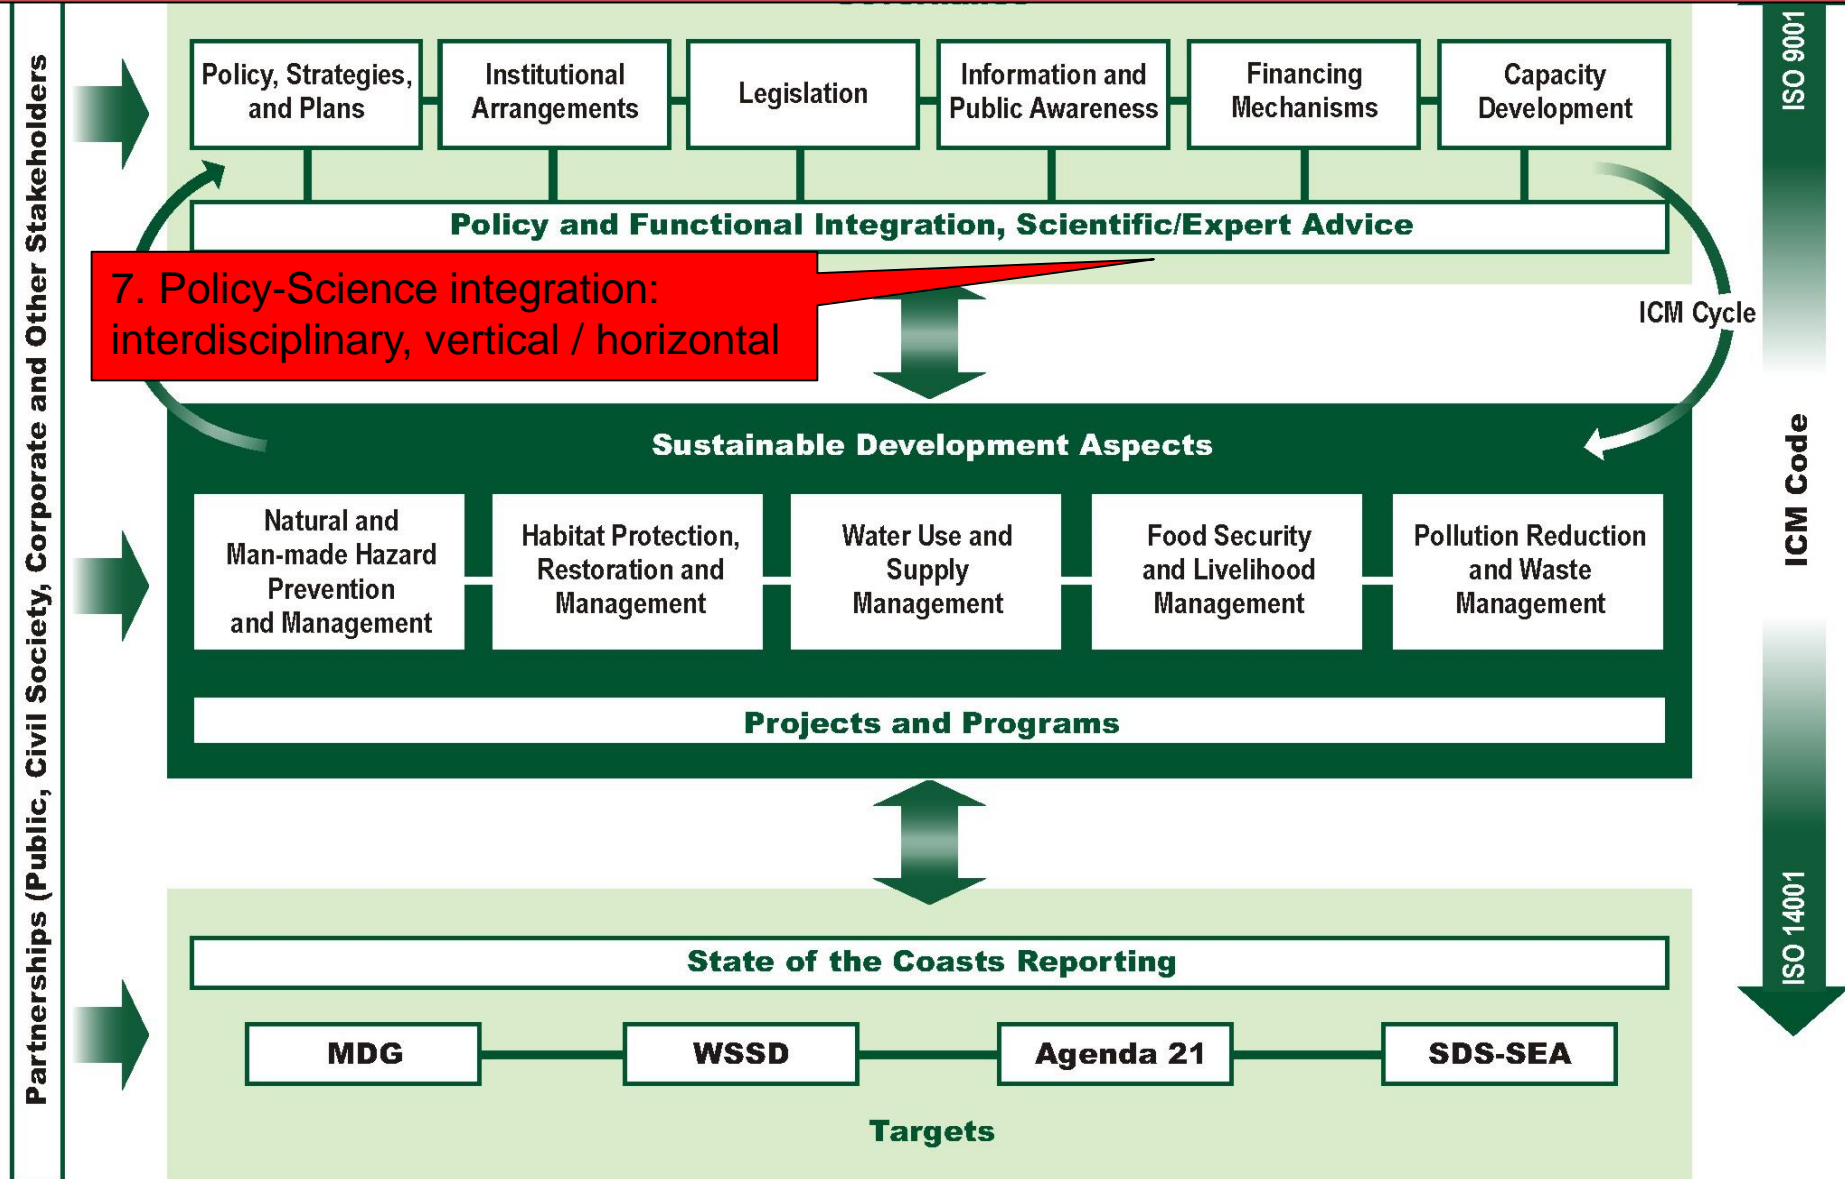 Partnerships (Public, Civil Society, Corporate and Other Stakeholders
Policy, Strategies,
and Plans
Institutional
Arrangements
Legislation
Information and
Public Awareness
Financing
Mechanisms
Capacity
Development
Policy and Functional Integration, Scientific/Expert Advice
7. Policy-Science integration:
interdisciplinary, vertical / horizontal
ICM Cycle
Sustainable Development Aspects
Natural and
Man-made Hazard
Prevention
and Management
Habitat Protection,
Restoration and
Management
Water Use and
Supply
Management
Food Security
and Livelihood
Management
Pollution Reduction
and Waste
Management
Projects and Programs
State of the Coasts Reporting
MDG
WSSD
Agenda 21
SDS-SEA
Targets
ISO 9001
ICM Code
ISO 14001